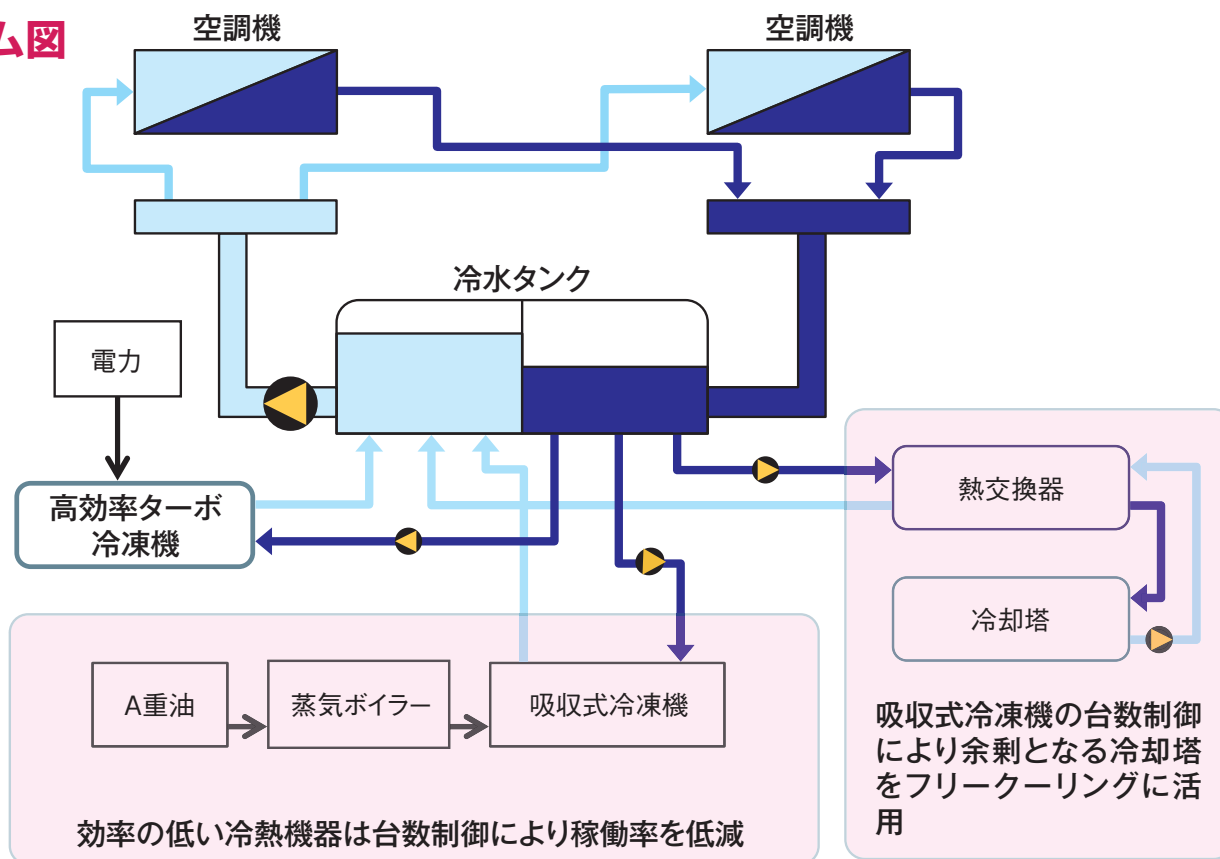 ム図
空調機
空調機
冷水タンク
電力
高効率ターボ
冷凍機
熱交換器
冷却塔
A重油
蒸気ボイラー
吸収式冷凍機
効率の低い冷熱機器は台数制御により稼働率を低減
吸収式冷凍機の台数制御
により余剰となる冷却塔
をフリークーリングに活
用